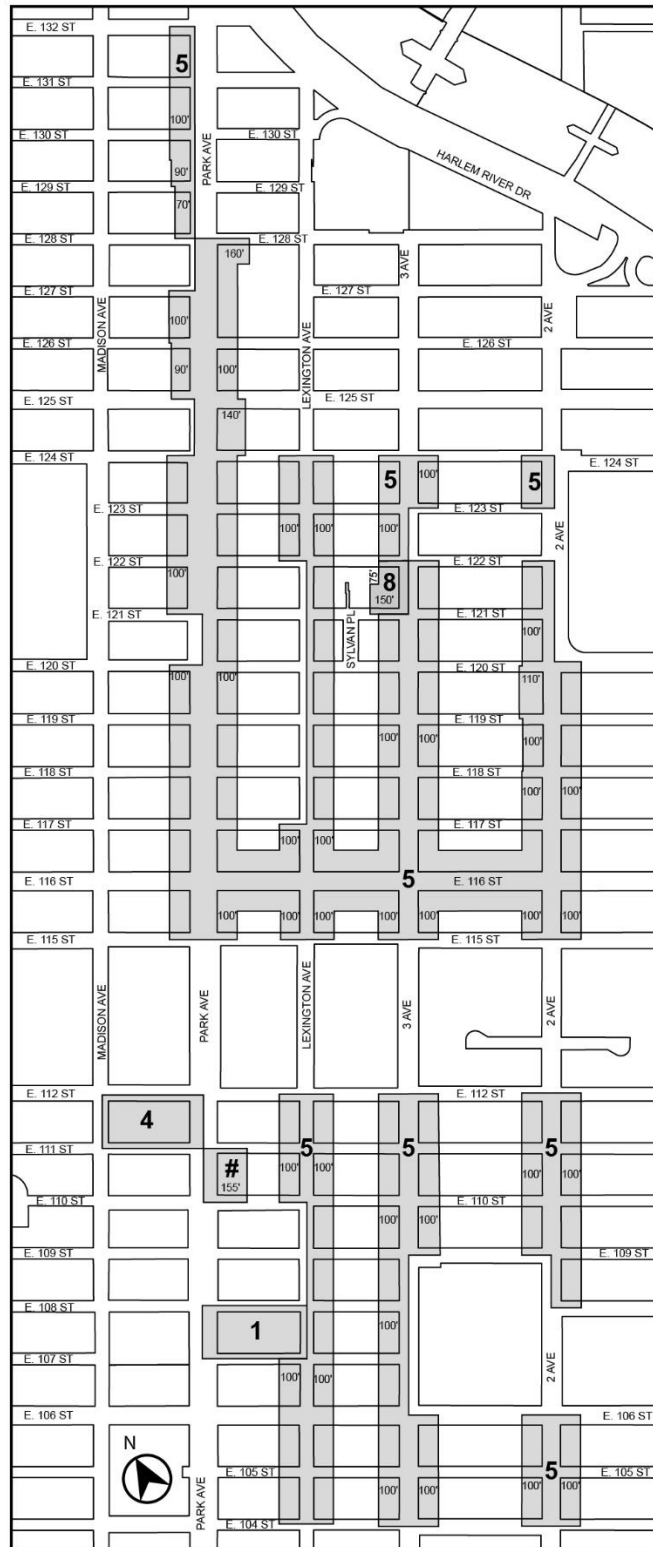 E. 132 ST
5
E. 131 ST
100'
PARK AVE
E. 130 ST
E. 130 ST
HARLEM RIVER DR
90'
E. 129 ST
E. 129 ST
70'
E. 128 ST
E. 128 ST
160'
3 AVE
E. 127 ST
E. 127 ST
MADISON AVE
100'
LEXINGTON AVE
2 AVE
E. 126 ST
E. 126 ST
90'
100'
E. 125 ST
E. 125 ST
140'
E. 124 ST
E. 124 ST
5
100'
5
E. 123 ST
E. 123 ST
100'
100'
100'
2 AVE
E. 122 ST
E. 122 ST
100'
75'
8
150'
E. 121 ST
E. 121 ST
SYLVAN PL
100'
E. 120 ST
E. 120 ST
100'
100'
110'
E. 119 ST
E. 119 ST
100'
100'
100'
E. 118 ST
E. 118 ST
100'
100'
E. 117 ST
E. 117 ST
100'
100'
E. 116 ST
5
E. 116 ST
100'
100'
100'
100'
100'
100'
100'
E. 115 ST
E. 115 ST
MADISON AVE
PARK AVE
LEXINGTON AVE
3 AVE
2 AVE
E. 112 ST
E. 112 ST
4
5
5
5
E. 111 ST
#
100'
100'
100'
100'
155'
E. 110 ST
E. 110 ST
100'
100'
E. 109 ST
E. 109 ST
E. 108 ST
1
100'
E. 107 ST
100'
100'
2 AVE
E. 106 ST
E. 106 ST
N
E. 105 ST
5
E. 105 ST
PARK AVE
100'
100'
100'
100'
E. 104 ST